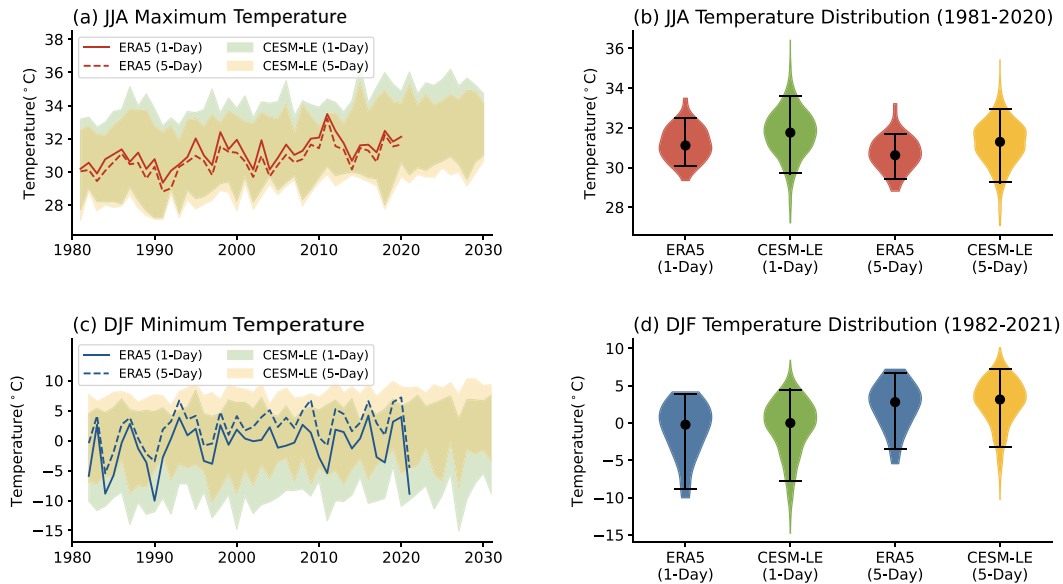 (a) JJA Maximum Temperature
Temperature(°C)
38
36
34
32
30
28
ERA5 (1-Day)
ERA5 (5-Day)
CESM-LE (1-Day)
CESM-LE (5-Day)
1980 1990 2000 2010 2020 2030
(b) JJA Temperature Distribution (1981-2020)
Temperature(°C)
36
34
32
30
28
ERA5 CESM-LE ERA5 CESM-LE
(1-Day) (1-Day) (5-Day) (5-Day)
(c) DJF Minimum Temperature
Temperature(°C)
10
5
0
−5
−10
−15
ERA5 (1-Day)
ERA5 (5-Day)
CESM-LE (1-Day)
CESM-LE (5-Day)
1980 1990 2000 2010 2020 2030
(d) DJF Temperature Distribution (1982-2021)
Temperature(°C)
10
5
0
−5
−10
−15
ERA5 CESM-LE ERA5 CESM-LE
(1-Day) (1-Day) (5-Day) (5-Day)